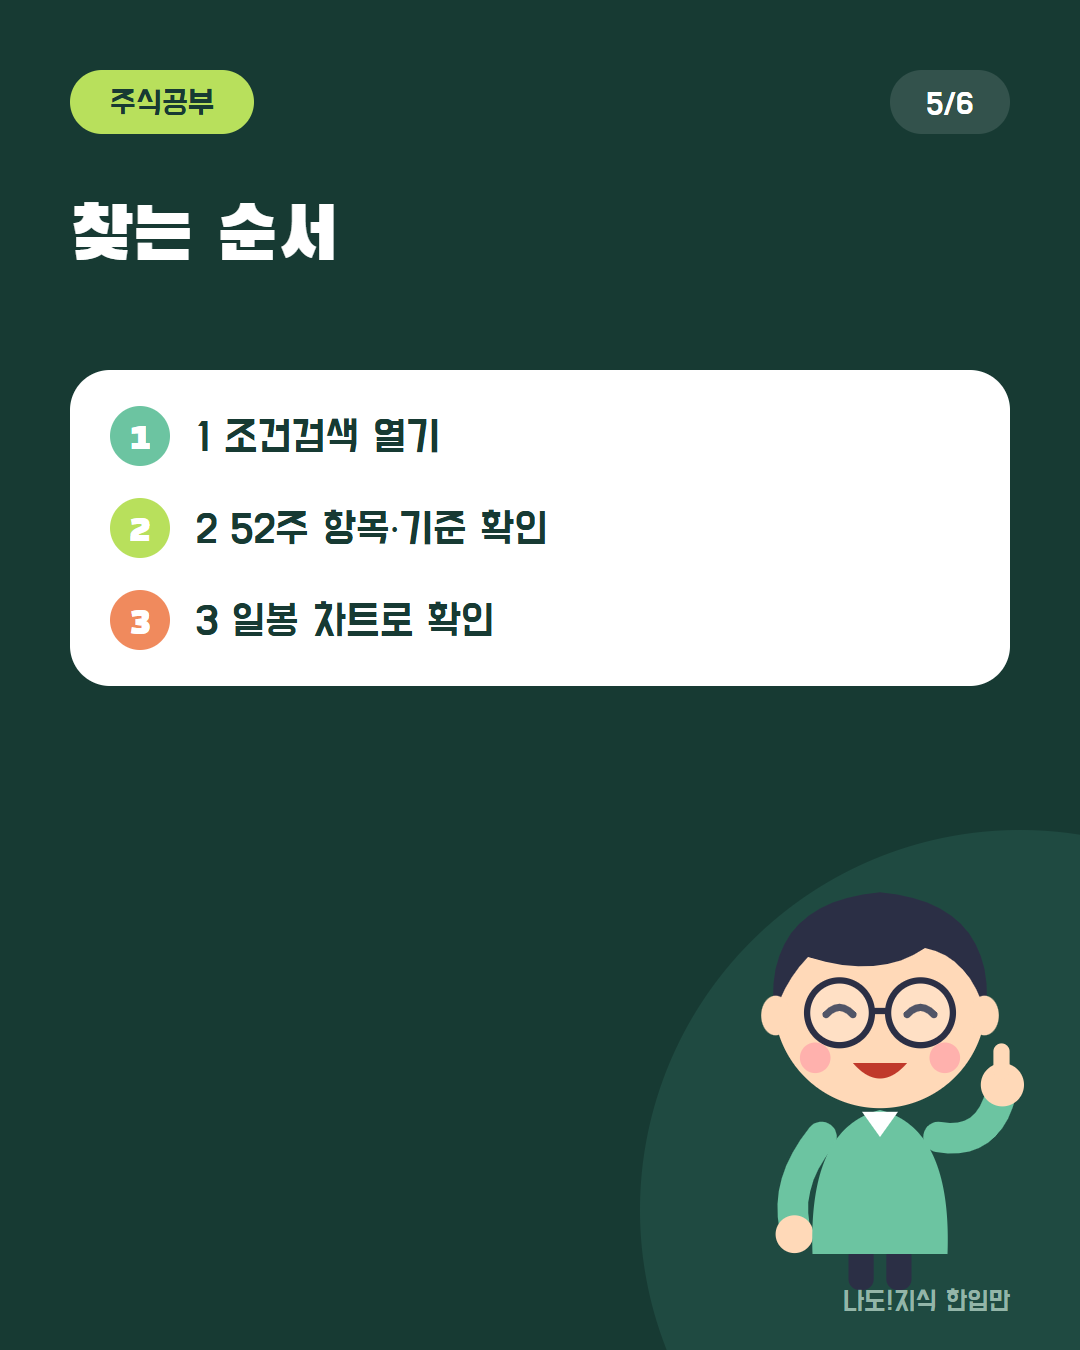 주식공부
5/6
찾는 순서
1 1 조건검색 열기
2 2 52주 항목·기준 확인
3 3 일봉 차트로 확인
나도!지식 한입만